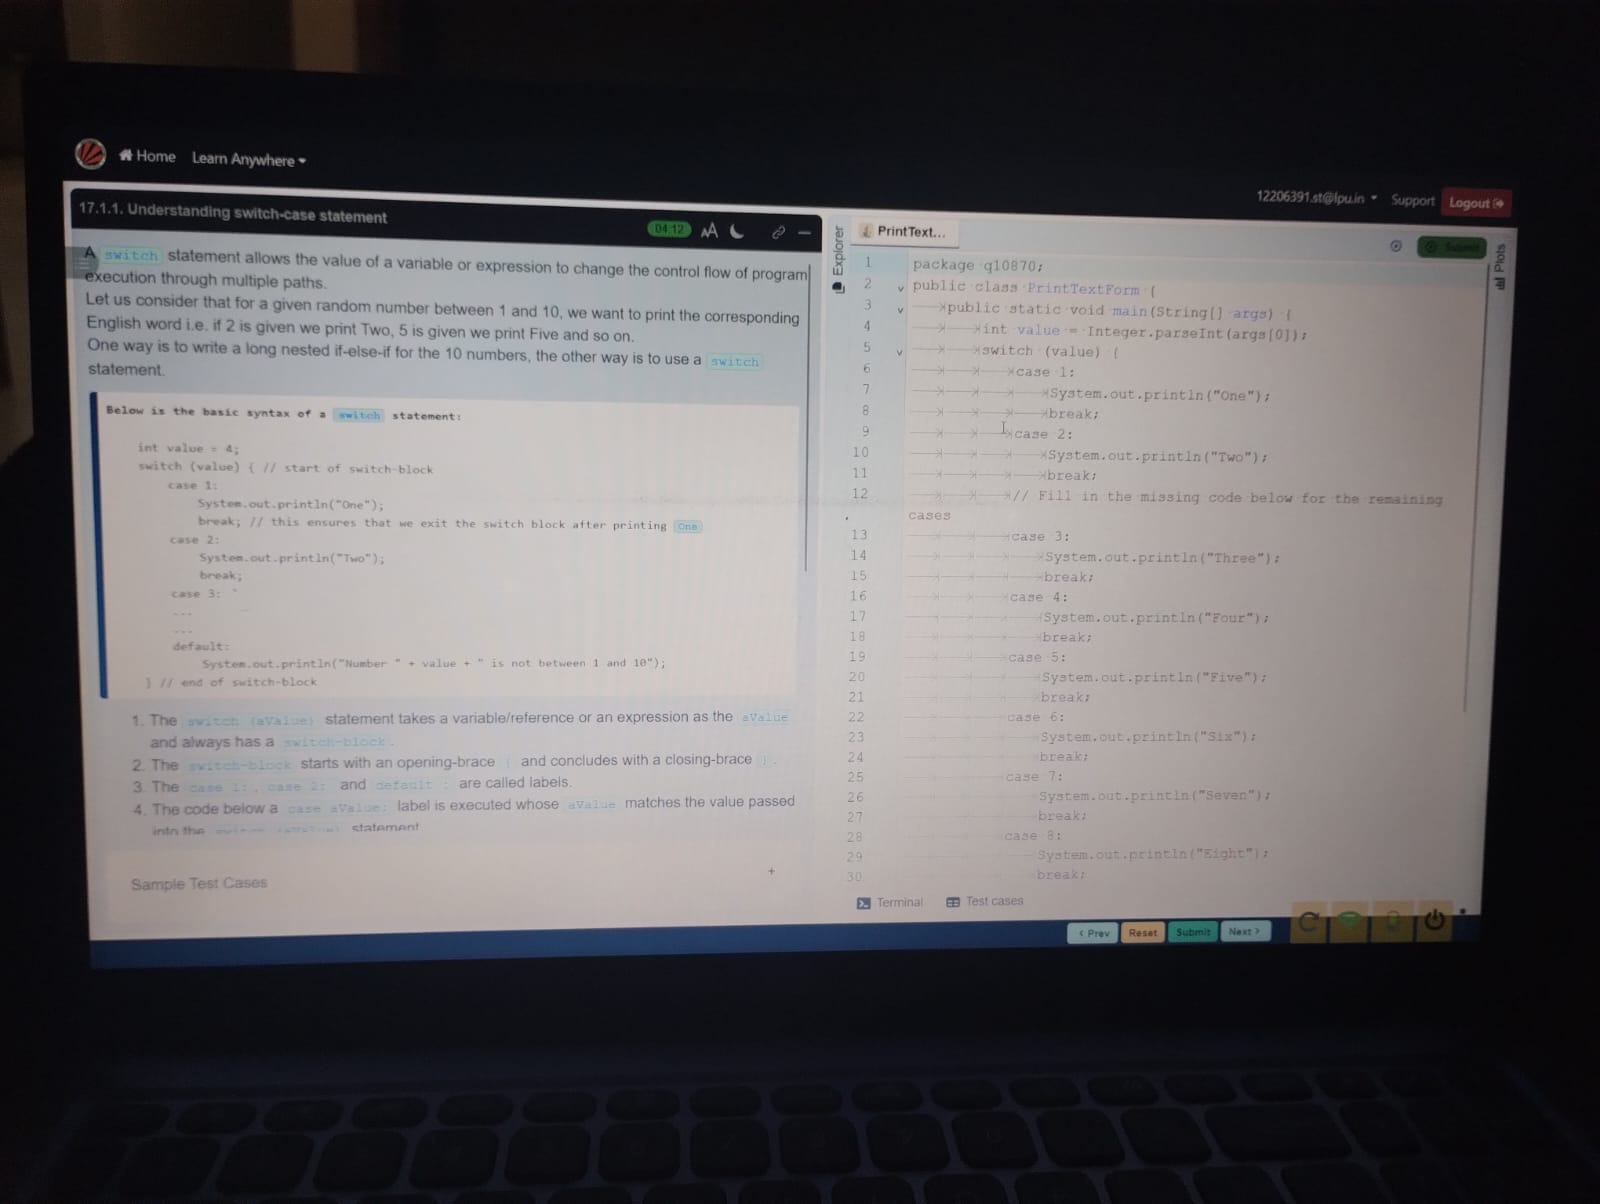 Home Learn Anywhere
12206391.st@lpu.in Support Logout
17.1.1. Understanding switch-case statement
04:12 AA
A switch statement allows the value of a variable or expression to change the control flow of program
execution through multiple paths.
Let us consider that for a given random number between 1 and 10, we want to print the corresponding
English word i.e. if 2 is given we print Two, 5 is given we print Five and so on.
One way is to write a long nested if-else-if for the 10 numbers, the other way is to use a switch
statement.
Below is the basic syntax of a switch statement:
int value = 4;
switch (value) { // start of switch-block
case 1:
System.out.println("One");
break; // this ensures that we exit the switch block after printing One
case 2:
System.out.println("Two");
break;
case 3:
...
...
default:
System.out.println("Number " + value + " is not between 1 and 10");
} // end of switch-block
1. The switch (aValue) statement takes a variable/reference or an expression as the aValue
and always has a switch-block.
2. The switch-block starts with an opening-brace { and concludes with a closing-brace }.
3. The case 1:, case 2: and default : are called labels.
4. The code below a case aValue: label is executed whose aValue matches the value passed
into the statement
Sample Test Cases
+
Explorer
PrintText...
Submit
Plots
1 package q10870;
2 public class PrintTextForm {
3 public static void main(String[] args) {
4 int value = Integer.parseInt(args[0]);
5 switch (value) {
6 case 1:
7 System.out.println("One");
8 break;
9 case 2:
10 System.out.println("Two");
11 break;
12 // Fill in the missing code below for the remaining
cases
13 case 3:
14 System.out.println("Three");
15 break;
16 case 4:
17 System.out.println("Four");
18 break;
19 case 5:
20 System.out.println("Five");
21 break;
22 case 6:
23 System.out.println("Six");
24 break;
25 case 7:
26 System.out.println("Seven");
27 break;
28 case 8:
29 System.out.println("Eight");
30 break;
Terminal Test cases
< Prev Reset Submit Next >